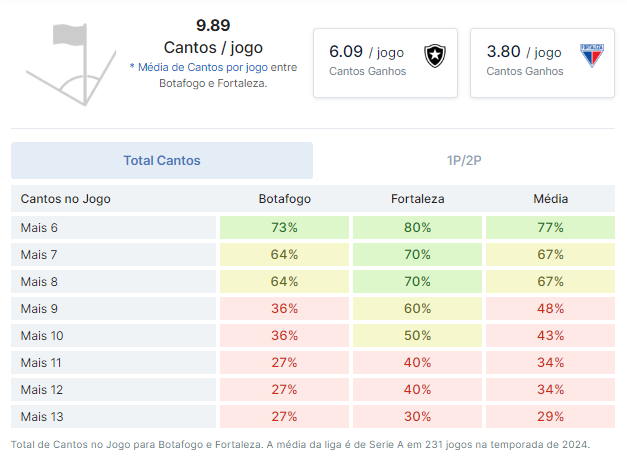 9.89
Cantos / jogo
* Média de Cantos por jogo entre
Botafogo e Fortaleza.
6.09 / jogo
Cantos Ganhos
3.80 / jogo
Cantos Ganhos
Total Cantos 1P/2P
Cantos no Jogo Botafogo Fortaleza Média
Mais 6 73% 80% 77%
Mais 7 64% 70% 67%
Mais 8 64% 70% 67%
Mais 9 36% 60% 48%
Mais 10 36% 50% 43%
Mais 11 27% 40% 34%
Mais 12 27% 40% 34%
Mais 13 27% 30% 29%
Total de Cantos no Jogo para Botafogo e Fortaleza. A média da liga é de Serie A em 231 jogos na temporada de 2024.